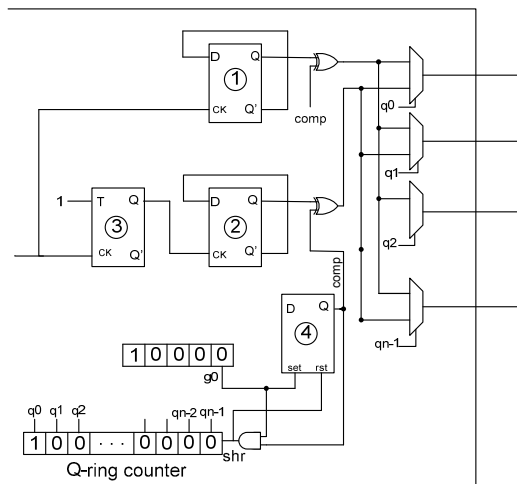 D Q
1
CK Q'
comp
q0
q1
1 T Q
3
CK Q'
D Q
2
CK Q'
q2
comp
D Q
4
set rst
qn-1
1 0 0 0 0
g0
q0 q1 q2 qn-2 qn-1
1 0 0 · · · 0 0 0 0
shr
Q-ring counter